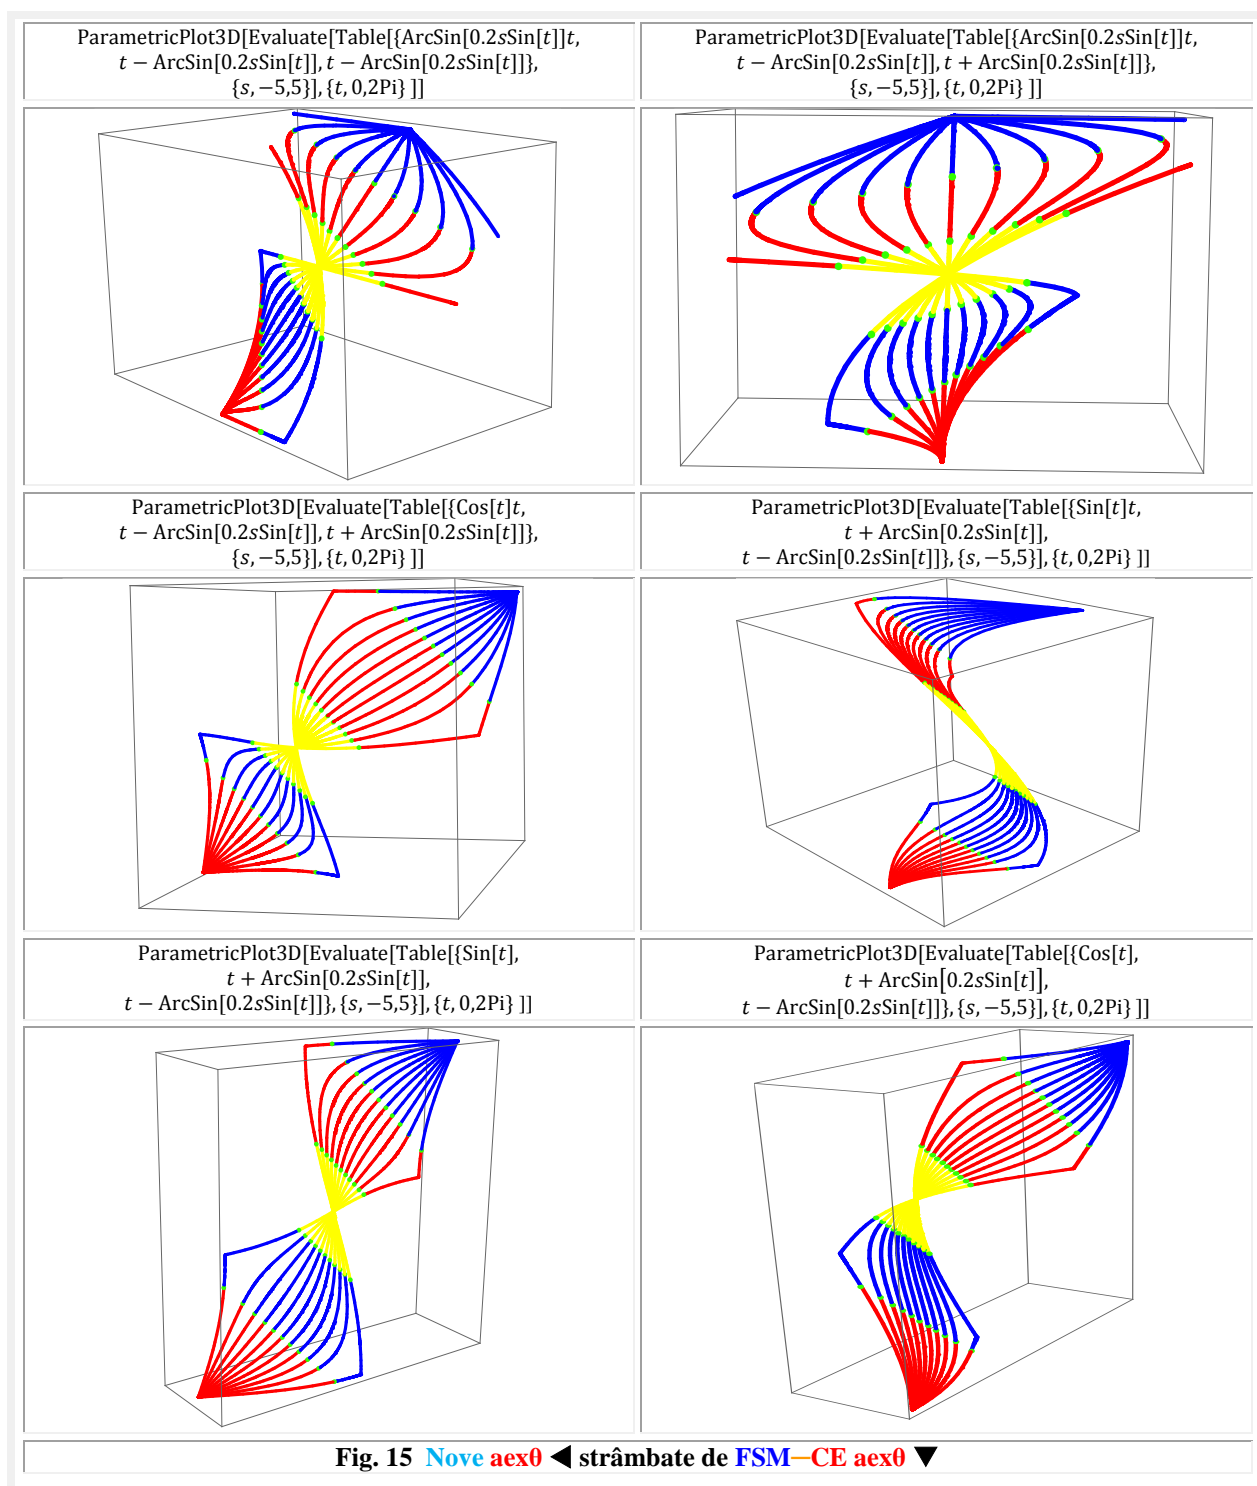 ParametricPlot3D[Evaluate[Table[{ArcSin[0.2sSin[t]]t,
t − ArcSin[0.2sSin[t]], t − ArcSin[0.2sSin[t]]},
{s, −5,5}], {t, 0,2Pi} ]]
ParametricPlot3D[Evaluate[Table[{ArcSin[0.2sSin[t]]t,
t − ArcSin[0.2sSin[t]], t + ArcSin[0.2sSin[t]]},
{s, −5,5}], {t, 0,2Pi} ]]
ParametricPlot3D[Evaluate[Table[{Cos[t]t,
t − ArcSin[0.2sSin[t]], t + ArcSin[0.2sSin[t]]},
{s, −5,5}], {t, 0,2Pi} ]]
ParametricPlot3D[Evaluate[Table[{Sin[t]t,
t + ArcSin[0.2sSin[t]],
t − ArcSin[0.2sSin[t]]}, {s, −5,5}], {t, 0,2Pi} ]]
ParametricPlot3D[Evaluate[Table[{Sin[t],
t + ArcSin[0.2sSin[t]],
t − ArcSin[0.2sSin[t]]}, {s, −5,5}], {t, 0,2Pi} ]]
ParametricPlot3D[Evaluate[Table[{Cos[t],
t + ArcSin[0.2sSin[t]],
t − ArcSin[0.2sSin[t]]}, {s, −5,5}], {t, 0,2Pi} ]]
Fig. 15 Nove aexθ ◄ strâmbate de FSM−CE aexθ ▼